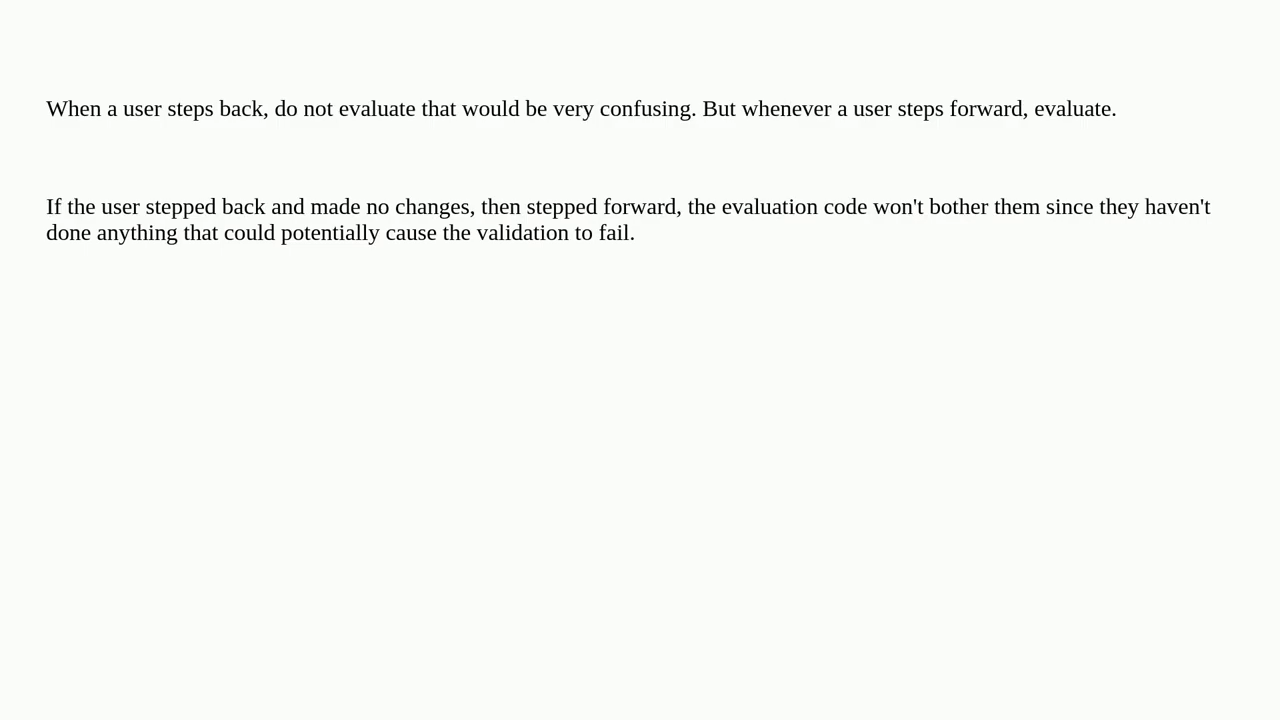 When a user steps back, do not evaluate that would be very confusing. But whenever a user steps forward, evaluate.
If the user stepped back and made no changes, then stepped forward, the evaluation code won't bother them since they haven't
done anything that could potentially cause the validation to fail.